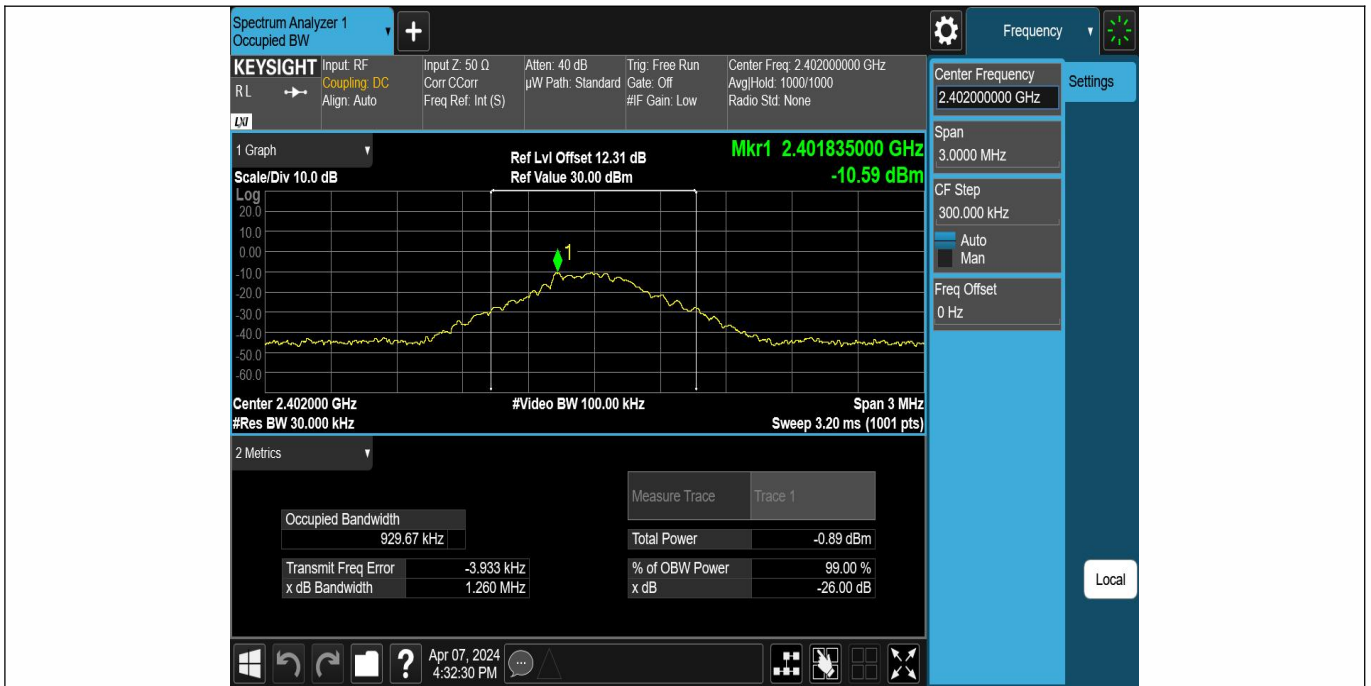 Spectrum Analyzer 1
Occupied BW
+
Frequency
KEYSIGHT Input: RF Input Z: 50 Ω Atten: 40 dB Trig: Free Run Center Freq: 2.402000000 GHz
RL Coupling: DC Corr CCorr µW Path: Standard Gate: Off Avg|Hold: 1000/1000
Align: Auto Freq Ref: Int (S) #IF Gain: Low Radio Std: None
LXI
Center Frequency
2.402000000 GHz
Settings
Span
3.0000 MHz
CF Step
300.000 kHz
Auto
Man
Freq Offset
0 Hz
1 Graph
Ref Lvl Offset 12.31 dB
Mkr1 2.401835000 GHz
Scale/Div 10.0 dB
Ref Value 30.00 dBm
-10.59 dBm
Log
20.0
10.0
0.00
-10.0
-20.0
-30.0
-40.0
-50.0
-60.0
1
Center 2.402000 GHz #Video BW 100.00 kHz Span 3 MHz
#Res BW 30.000 kHz Sweep 3.20 ms (1001 pts)
2 Metrics
Measure Trace Trace 1
Occupied Bandwidth
929.67 kHz
Total Power -0.89 dBm
Transmit Freq Error -3.933 kHz % of OBW Power 99.00 %
x dB Bandwidth 1.260 MHz x dB -26.00 dB
Local
? Apr 07, 2024
4:32:30 PM